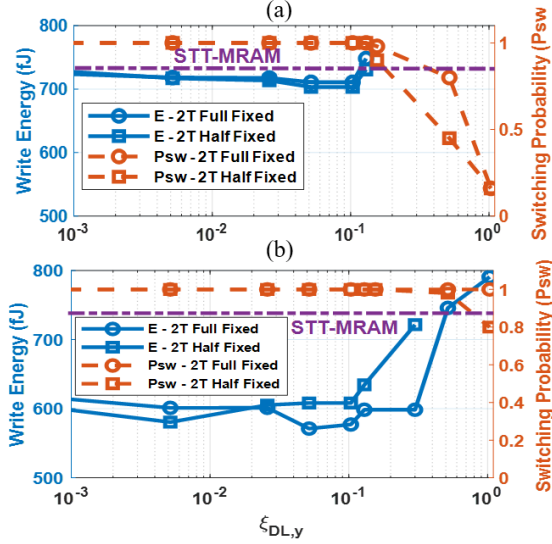 (a)
800
700
600
500
Write Energy (fJ)
STT-MRAM
E - 2T Full Fixed
E - 2T Half Fixed
Psw - 2T Full Fixed
Psw - 2T Half Fixed
1
0.5
0
Switching Probability (Psw
10-3
10-2
10-1
100
(b)
800
700
600
500
Write Energy (fJ)
E - 2T Full Fixed
E - 2T Half Fixed
Psw - 2T Full Fixed
Psw - 2T Half Fixed
STT-MRAM
1
0.8
0.6
0.4
0.2
0
Switching Probability (Psw)
10-3
10-2
10-1
100
ξDL,y